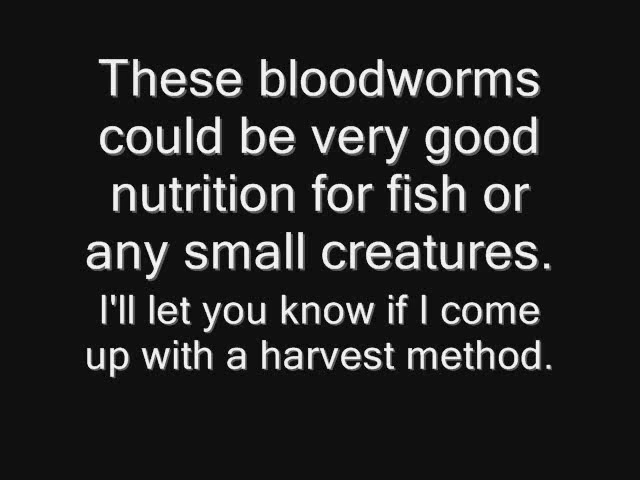 These bloodworms
could be very good
nutrition for fish or
any small creatures.
I'll let you know if I come
up with a harvest method.